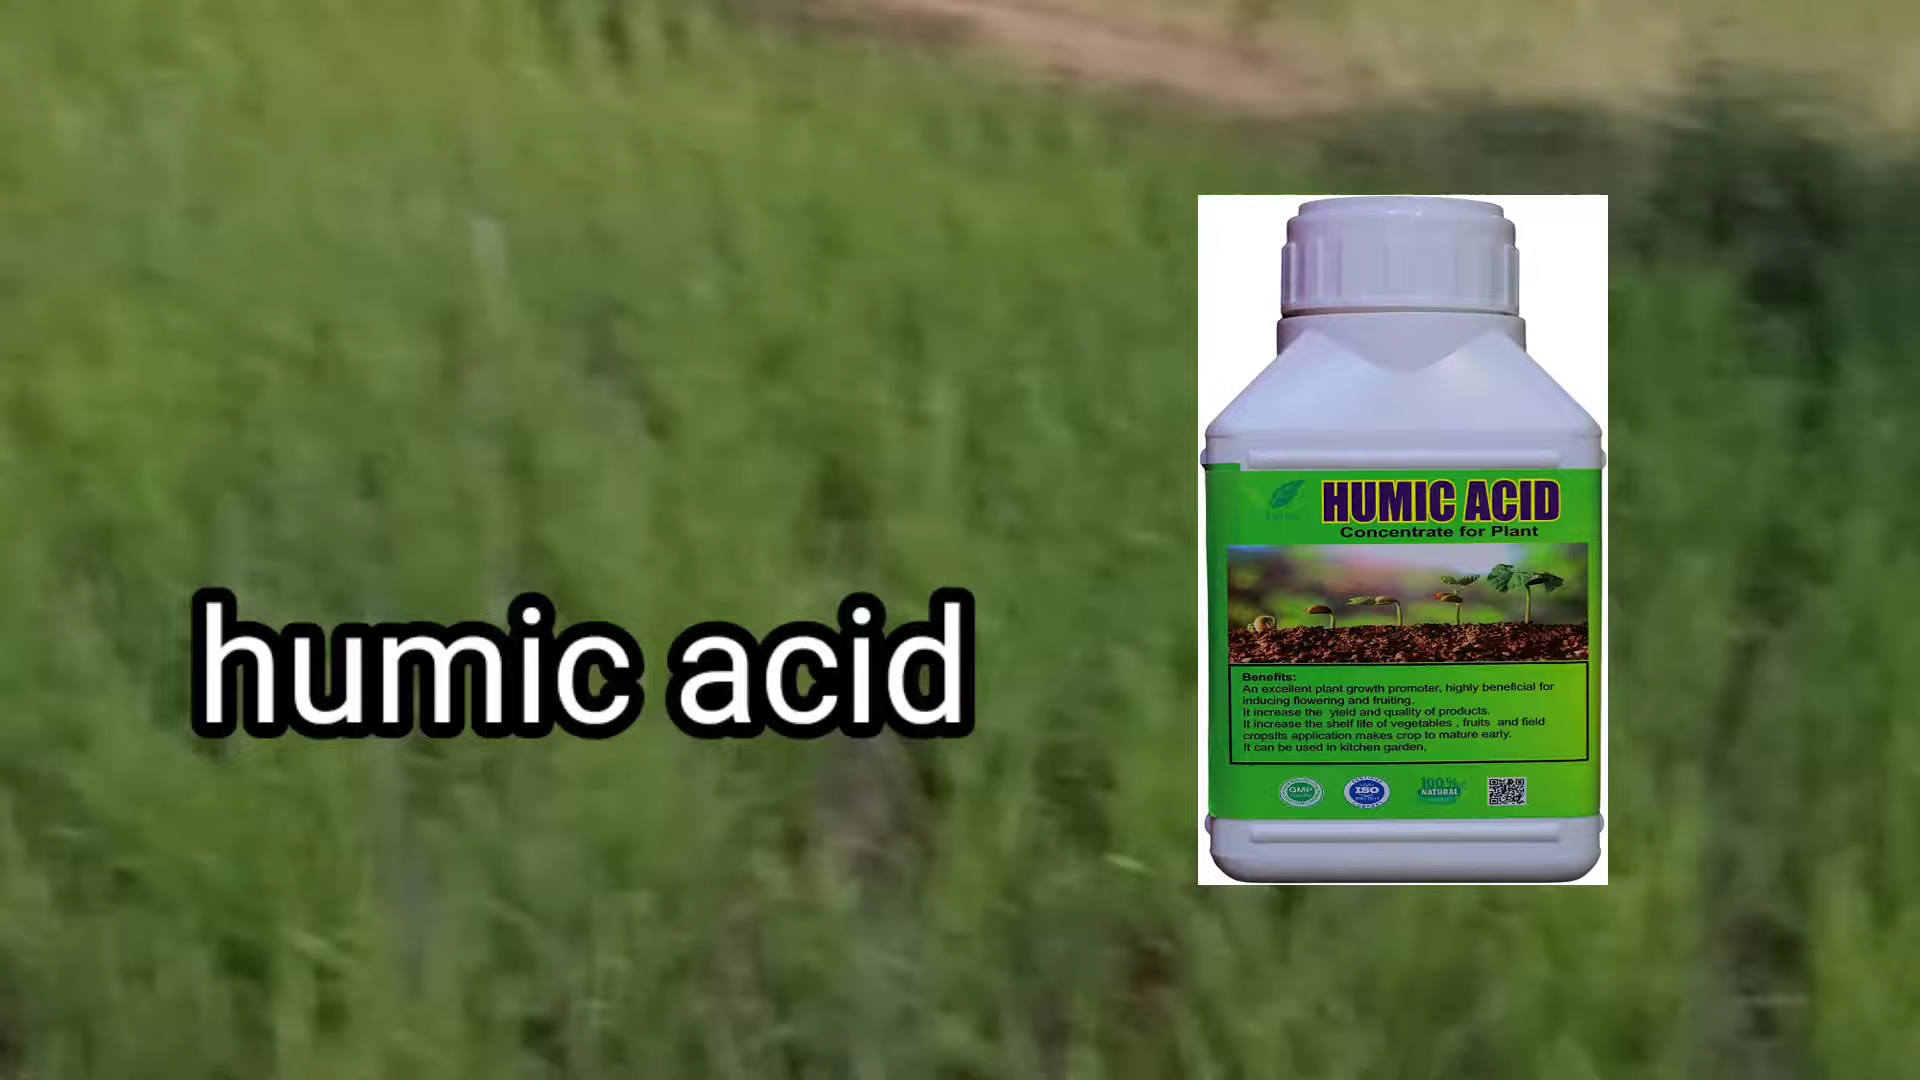 humic acid
HUMIC ACID
Concentrate for Plant
Benefits:
An excellent plant growth promoter, highly beneficial for
inducing flowering and fruiting.
It increase the yield and quality of products.
It increase the shelf life of vegetables , fruits and field
cropsIts application makes crop to mature early.
It can be used in kitchen garden,
GMP
ISO
100%
NATURAL